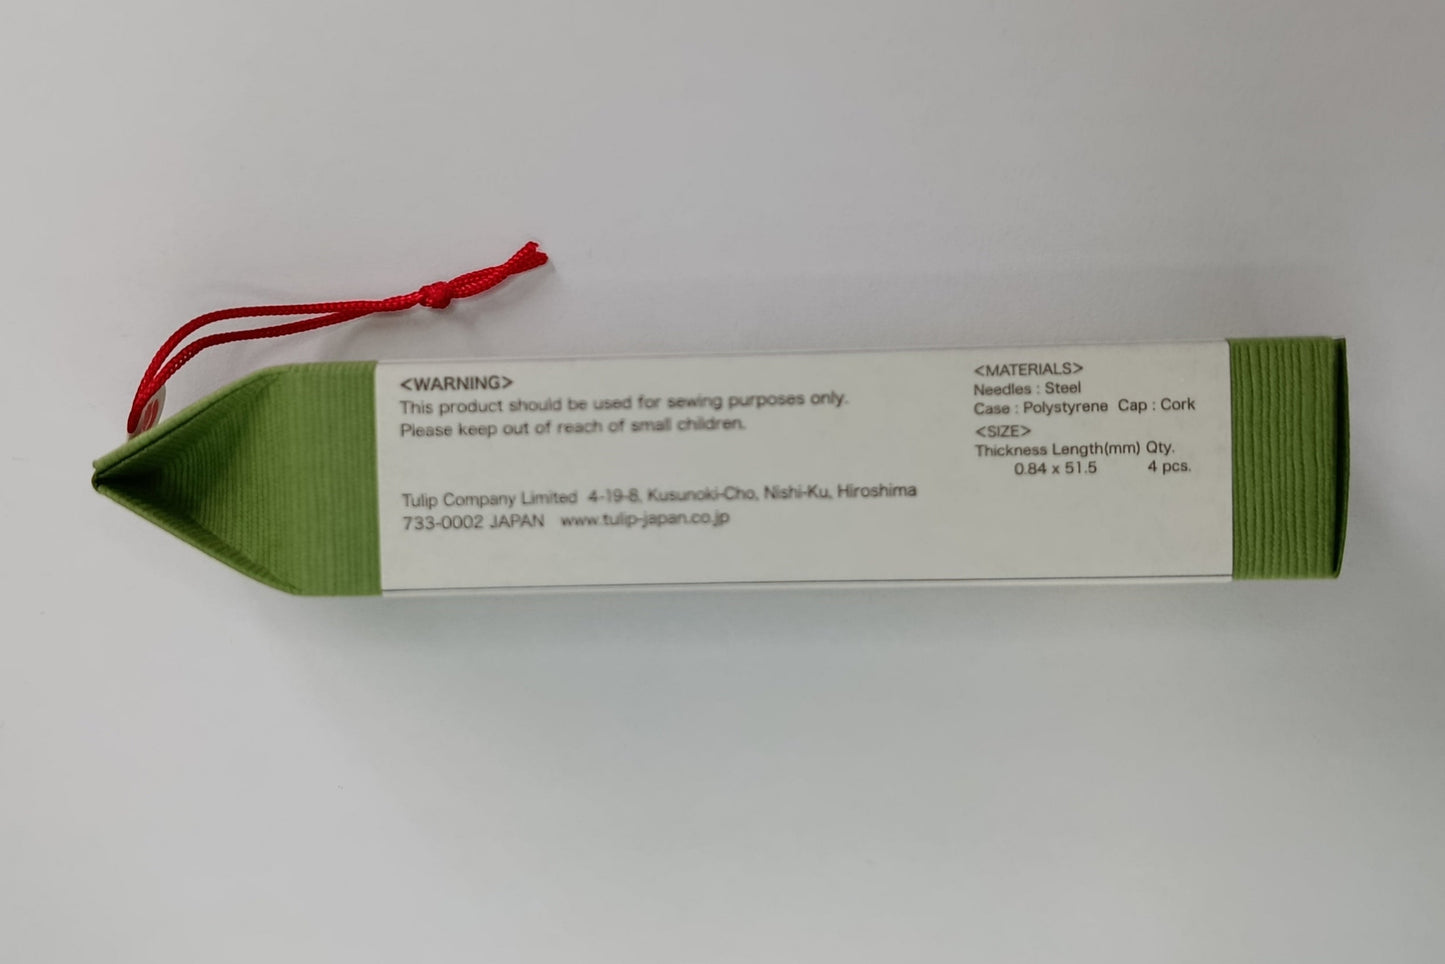 <WARNING>
This product should be used for sewing purposes only.
Please keep out of reach of small children.
Tulip Company Limited 4-19-8, Kusunoki-Cho, Nishi-Ku, Hiroshima
733-0002 JAPAN www.tulip-japan.co.jp
<MATERIALS>
Needles : Steel
Case : Polystyrene Cap : Cork
<SIZE>
Thickness Length(mm) Qty.
0.84 x 51.5 4 pcs.